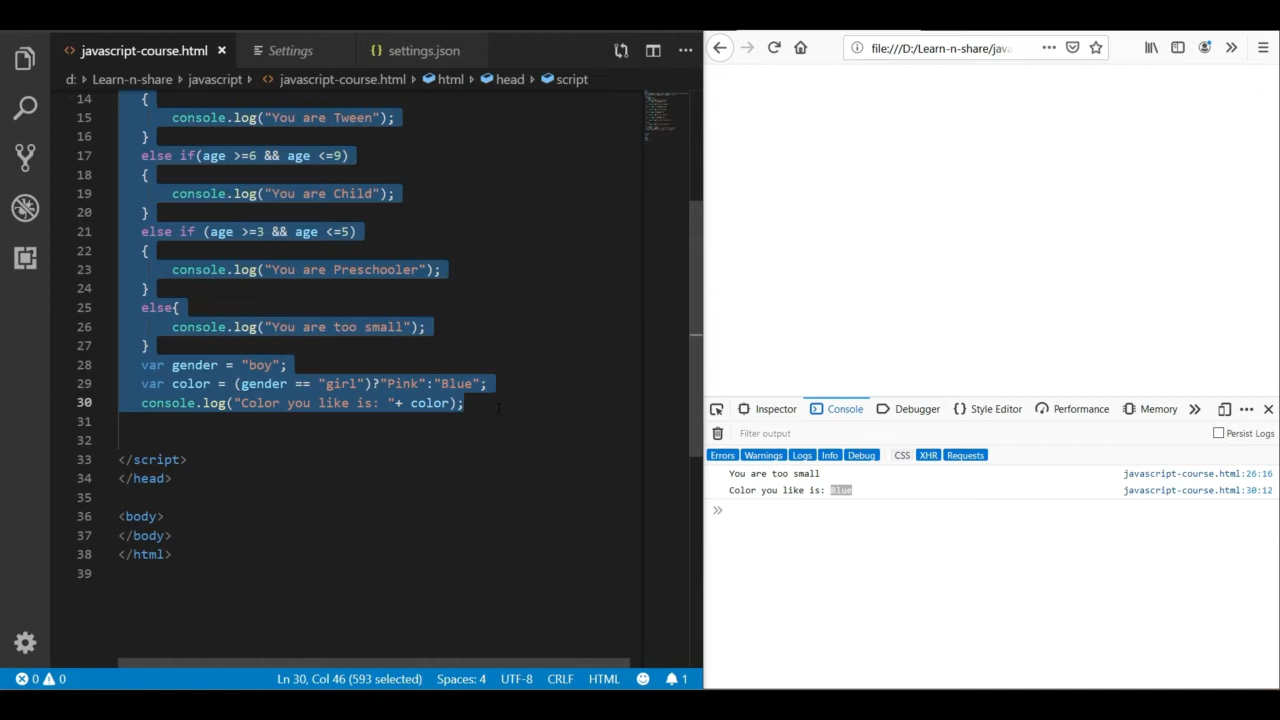 javascript-course.html
Settings
settings.json
file:///D:/Learn-n-share/java
d: Learn-n-share javascript javascript-course.html html head script
14 {
15 console.log("You are Tween");
16 }
17 else if(age >=6 && age <=9)
18 {
19 console.log("You are Child");
20 }
21 else if (age >=3 && age <=5)
22 {
23 console.log("You are Preschooler");
24 }
25 else{
26 console.log("You are too small");
27 }
28 var gender = "boy";
29 var color = (gender == "girl")?"Pink":"Blue";
30 console.log("Color you like is: "+ color);
31
32
33 </script>
34 </head>
35
36 <body>
37 </body>
38 </html>
39
Inspector Console Debugger Style Editor Performance Memory
Filter output Persist Logs
Errors Warnings Logs Info Debug CSS XHR Requests
You are too small javascript-course.html:26:16
Color you like is: Blue javascript-course.html:30:12
0 0 Ln 30, Col 46 (593 selected) Spaces: 4 UTF-8 CRLF HTML 1